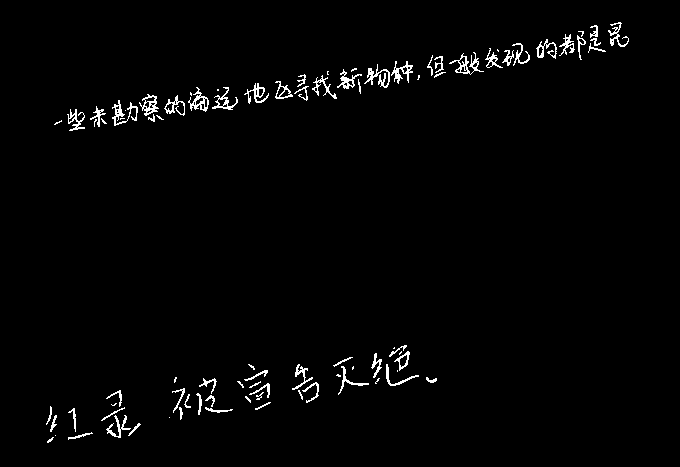 一些未勘察的偏远地区寻找新物种,但一般发现的都是昆
红录 被宣告灭绝。